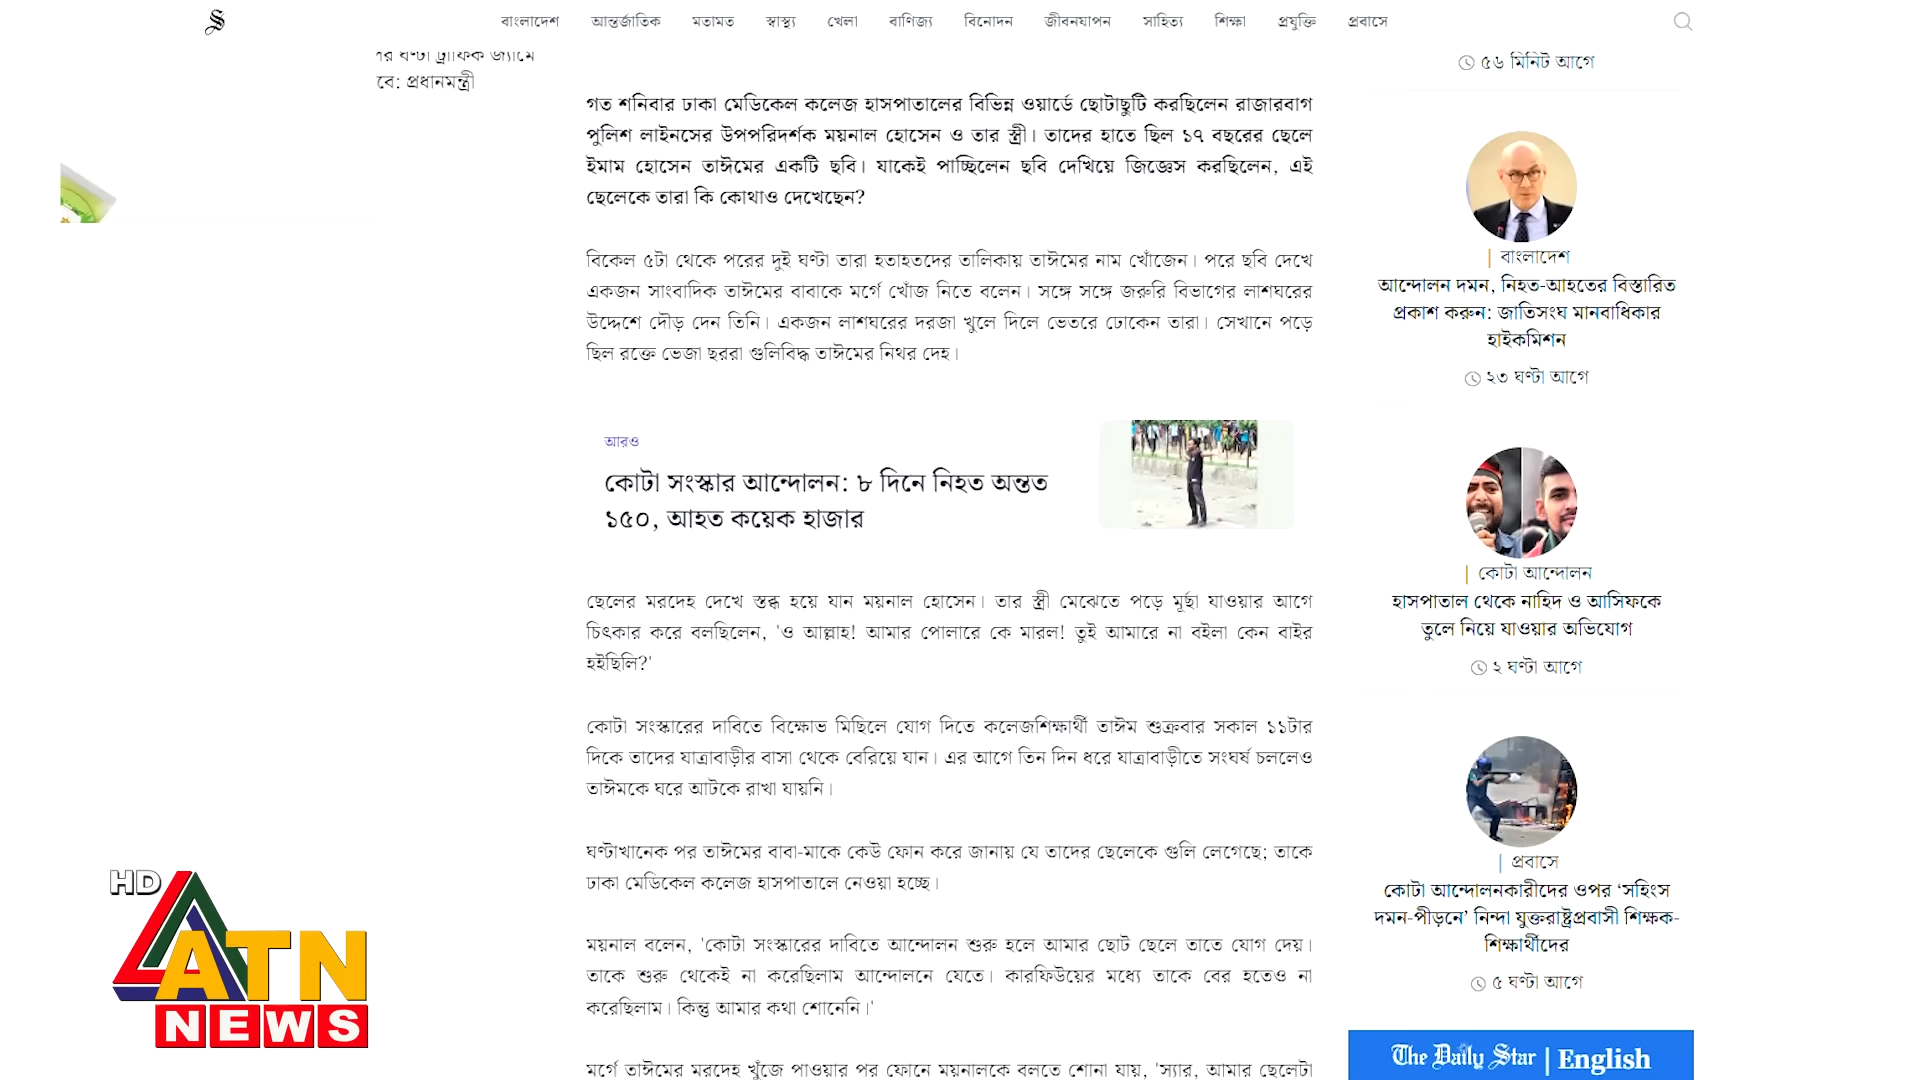 বাংলাদেশ আন্তর্জাতিক মতামত স্বাস্থ্য খেলা বাণিজ্য বিনোদন জীবনযাপন সাহিত্য শিক্ষা প্রযুক্তি প্রবাসে
ঘণ্টা ট্রাফিক জ্যামে
বে: প্রধানমন্ত্রী
গত শনিবার ঢাকা মেডিকেল কলেজ হাসপাতালের বিভিন্ন ওয়ার্ডে ছোটাছুটি করছিলেন রাজারবাগ
পুলিশ লাইনসের উপপরিদর্শক ময়নাল হোসেন ও তার স্ত্রী। তাদের হাতে ছিল ১৭ বছরের ছেলে
ইমাম হোসেন তাঈমের একটি ছবি। যাকেই পাচ্ছিলেন ছবি দেখিয়ে জিজ্ঞেস করছিলেন, এই
ছেলেকে তারা কি কোথাও দেখেছেন?
বিকেল ৫টা থেকে পরের দুই ঘণ্টা তারা হতাহতদের তালিকায় তাঈমের নাম খোঁজেন। পরে ছবি দেখে
একজন সাংবাদিক তাঈমের বাবাকে মর্গে খোঁজ নিতে বলেন। সঙ্গে সঙ্গে জরুরি বিভাগের লাশঘরের
উদ্দেশে দৌড় দেন তিনি। একজন লাশঘরের দরজা খুলে দিলে ভেতরে ঢোকেন তারা। সেখানে পড়ে
ছিল রক্তে ভেজা ছররা গুলিবিদ্ধ তাঈমের নিথর দেহ।
আরও
কোটা সংস্কার আন্দোলন: ৮ দিনে নিহত অন্তত
১৫০, আহত কয়েক হাজার
ছেলের মরদেহ দেখে স্তব্ধ হয়ে যান ময়নাল হোসেন। তার স্ত্রী মেঝেতে পড়ে মূর্ছা যাওয়ার আগে
চিৎকার করে বলছিলেন, 'ও আল্লাহ! আমার পোলারে কে মারল! তুই আমারে না বইলা কেন বাইর
হইছিলি?'
কোটা সংস্কারের দাবিতে বিক্ষোভ মিছিলে যোগ দিতে কলেজশিক্ষার্থী তাঈম শুক্রবার সকাল ১১টার
দিকে তাদের যাত্রাবাড়ীর বাসা থেকে বেরিয়ে যান। এর আগে তিন দিন ধরে যাত্রাবাড়ীতে সংঘর্ষ চললেও
তাঈমকে ঘরে আটকে রাখা যায়নি।
ঘণ্টাখানেক পর তাঈমের বাবা-মাকে কেউ ফোন করে জানায় যে তাদের ছেলেকে গুলি লেগেছে; তাকে
ঢাকা মেডিকেল কলেজ হাসপাতালে নেওয়া হচ্ছে।
ময়নাল বলেন, 'কোটা সংস্কারের দাবিতে আন্দোলন শুরু হলে আমার ছোট ছেলে তাতে যোগ দেয়।
তাকে শুরু থেকেই না করেছিলাম আন্দোলনে যেতে। কারফিউয়ের মধ্যে তাকে বের হতেও না
করেছিলাম। কিন্তু আমার কথা শোনেনি।'
মর্গে তাঈমের মরদেহ খুঁজে পাওয়ার পর ফোনে ময়নালকে বলতে শোনা যায়, 'স্যার, আমার ছেলেটা
৫৬ মিনিট আগে
| বাংলাদেশ
আন্দোলন দমন, নিহত-আহতের বিস্তারিত
প্রকাশ করুন: জাতিসংঘ মানবাধিকার
হাইকমিশন
২৩ ঘণ্টা আগে
| কোটা আন্দোলন
হাসপাতাল থেকে নাহিদ ও আসিফকে
তুলে নিয়ে যাওয়ার অভিযোগ
২ ঘণ্টা আগে
| প্রবাসে
কোটা আন্দোলনকারীদের ওপর ‘সহিংস
দমন-পীড়নে’ নিন্দা যুক্তরাষ্ট্রপ্রবাসী শিক্ষক-
শিক্ষার্থীদের
৫ ঘণ্টা আগে
The Daily Star | English
HD
ATN
NEWS